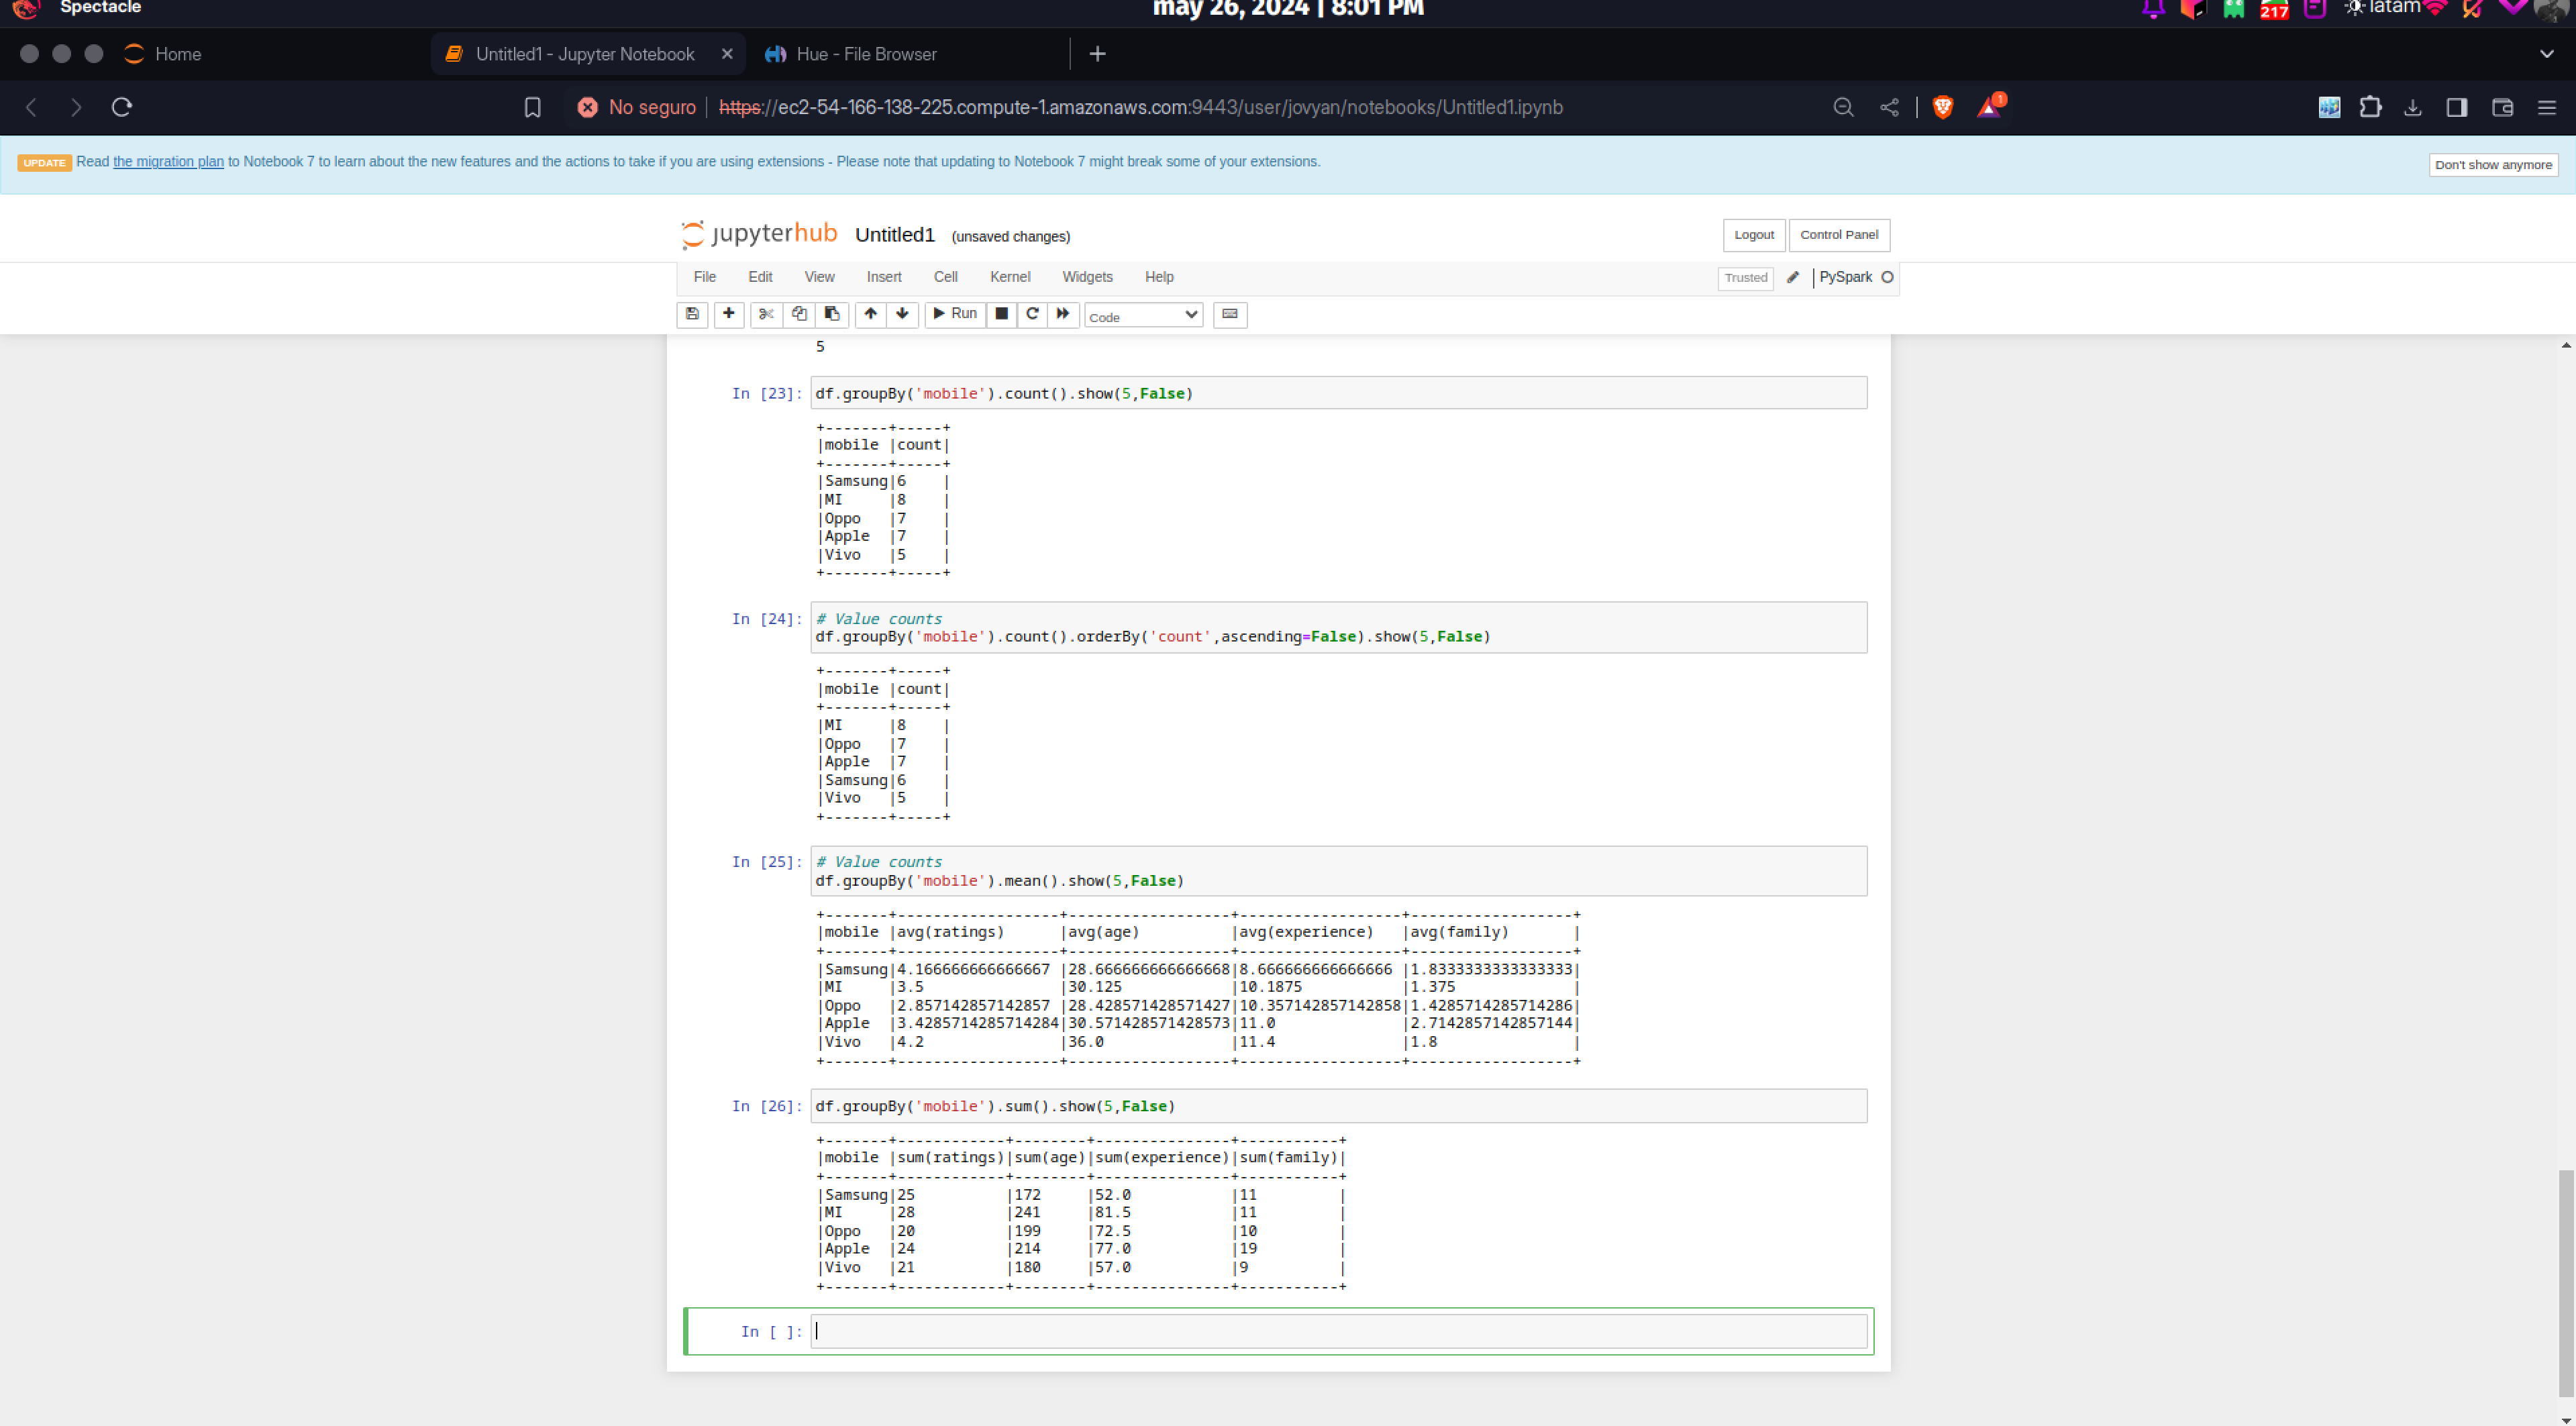 Spectacle
may 26, 2024 | 8:01 PM
217
latam
Home
Untitled1 - Jupyter Notebook
Hue - File Browser
No seguro
https://ec2-54-166-138-225.compute-1.amazonaws.com:9443/user/jovyan/notebooks/Untitled1.ipynb
1
UPDATE Read the migration plan to Notebook 7 to learn about the new features and the actions to take if you are using extensions - Please note that updating to Notebook 7 might break some of your extensions.
Don't show anymore
jupyterhub Untitled1 (unsaved changes)
Logout Control Panel
File Edit View Insert Cell Kernel Widgets Help
Trusted PySpark
Run Code
5
In [23]: df.groupBy('mobile').count().show(5,False)
+-------+-----+
|mobile |count|
+-------+-----+
|Samsung|6    |
|MI     |8    |
|Oppo   |7    |
|Apple  |7    |
|Vivo   |5    |
+-------+-----+
In [24]: # Value counts
df.groupBy('mobile').count().orderBy('count',ascending=False).show(5,False)
+-------+-----+
|mobile |count|
+-------+-----+
|MI     |8    |
|Oppo   |7    |
|Apple  |7    |
|Samsung|6    |
|Vivo   |5    |
+-------+-----+
In [25]: # Value counts
df.groupBy('mobile').mean().show(5,False)
+-------+------------------+------------------+------------------+------------------+
|mobile |avg(ratings)      |avg(age)          |avg(experience)   |avg(family)       |
+-------+------------------+------------------+------------------+------------------+
|Samsung|4.166666666666667 |28.666666666666668|8.666666666666666 |1.8333333333333333|
|MI     |3.5               |30.125            |10.1875           |1.375             |
|Oppo   |2.857142857142857 |28.428571428571427|10.357142857142858|1.4285714285714286|
|Apple  |3.4285714285714284|30.571428571428573|11.0              |2.7142857142857144|
|Vivo   |4.2               |36.0              |11.4              |1.8               |
+-------+------------------+------------------+------------------+------------------+
In [26]: df.groupBy('mobile').sum().show(5,False)
+-------+------------+--------+---------------+-----------+
|mobile |sum(ratings)|sum(age)|sum(experience)|sum(family)|
+-------+------------+--------+---------------+-----------+
|Samsung|25          |172     |52.0           |11         |
|MI     |28          |241     |81.5           |11         |
|Oppo   |20          |199     |72.5           |10         |
|Apple  |24          |214     |77.0           |19         |
|Vivo   |21          |180     |57.0           |9          |
+-------+------------+--------+---------------+-----------+
In [ ]: